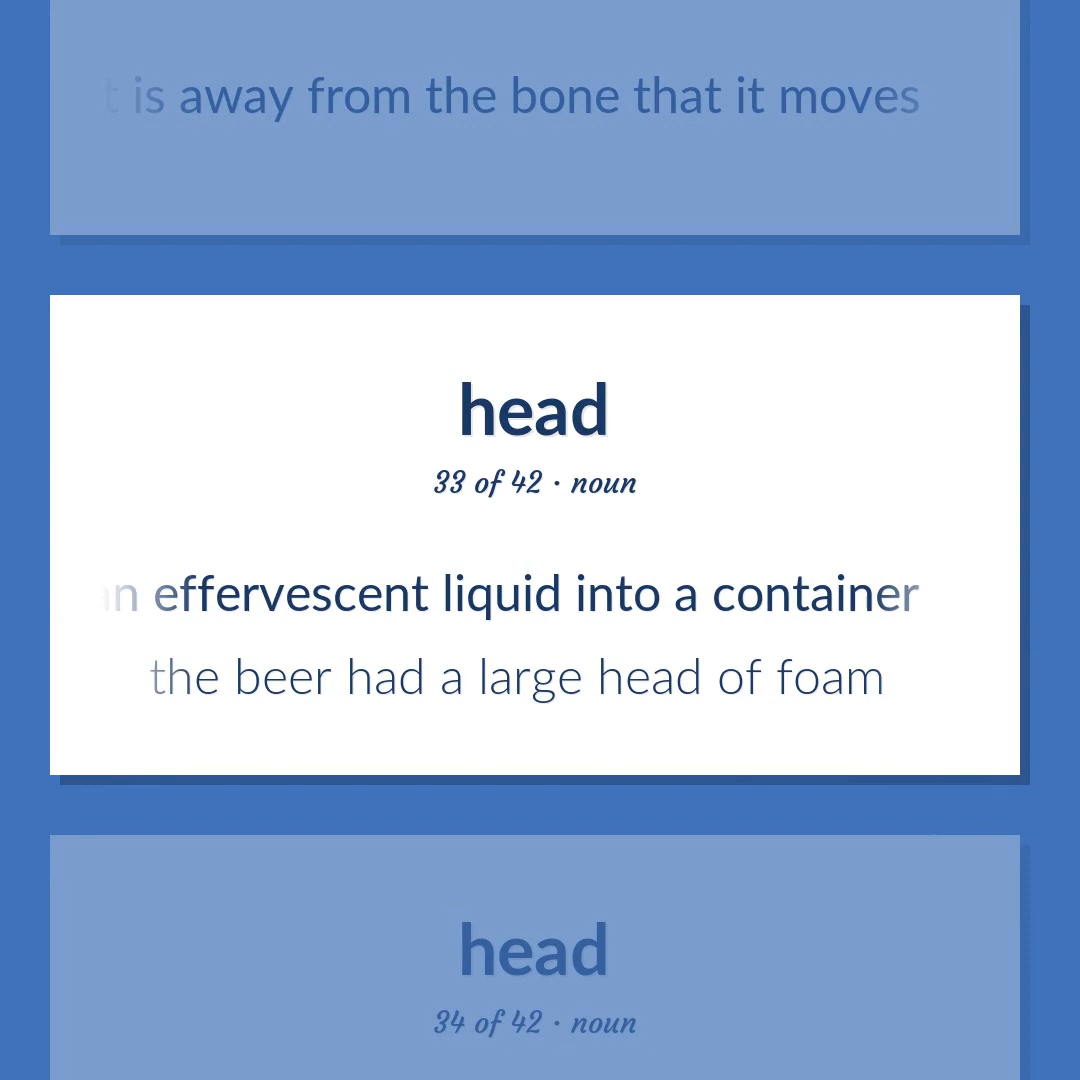 is away from the bone that it moves
head
33 of 42 · noun
effervescent liquid into a container
the beer had a large head of foam
head
34 of 42 · noun